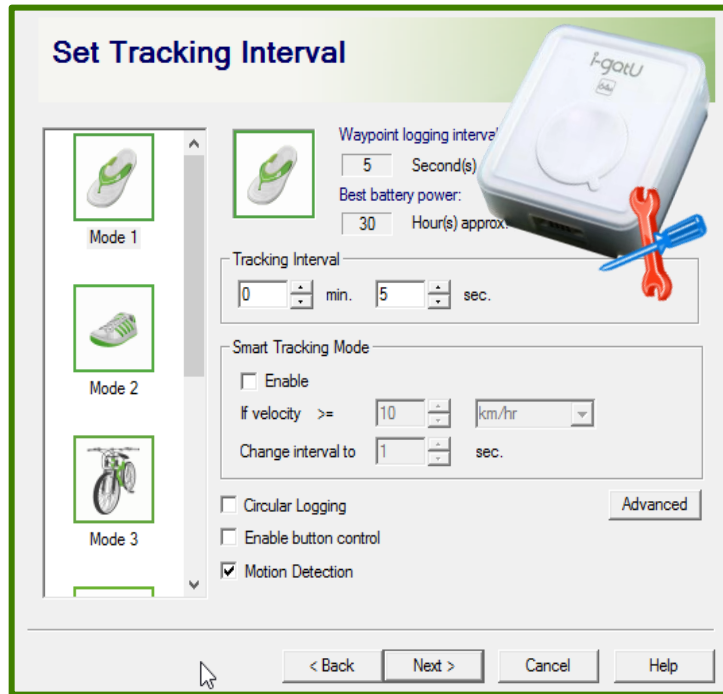 Set Tracking Interval
i-gotU
Waypoint logging interval
5 Second(s)
Best battery power:
30 Hour(s) approx.
Mode 1
Tracking Interval
0 min. 5 sec.
Mode 2
Smart Tracking Mode
Enable
If velocity >= 10 km/hr
Change interval to 1 sec.
Mode 3
Circular Logging
Advanced
Enable button control
Motion Detection
< Back Next > Cancel Help